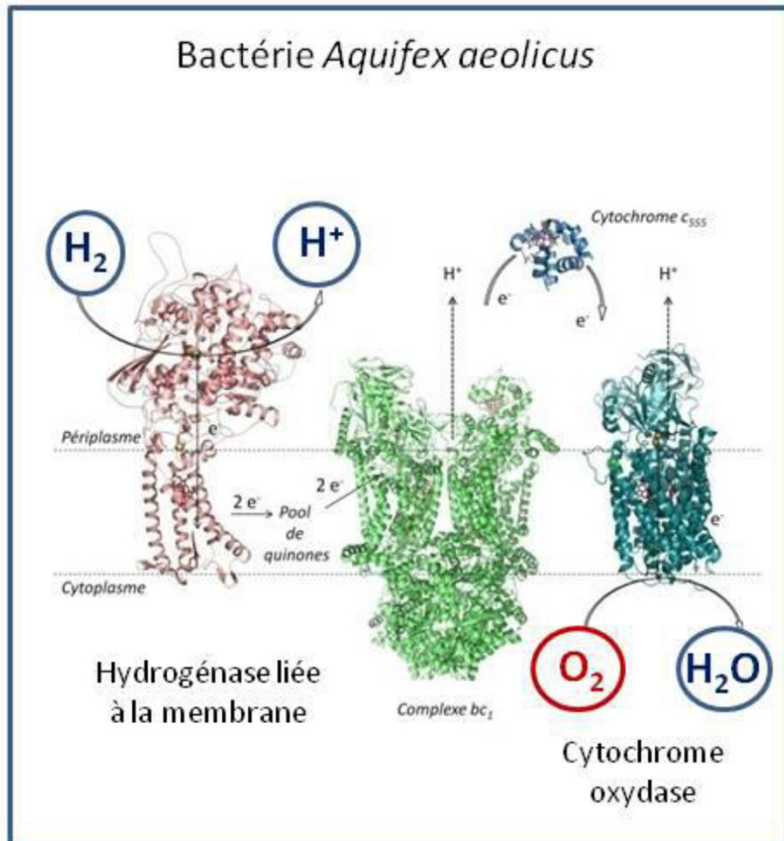 Bactérie Aquifex aeolicus
Cytochrome c₅₅₅
H₂
H⁺
H⁺
H⁺
e⁻
e⁻
Périplasme
e⁻
2 e⁻
2 e⁻
Pool
de
quinones
e⁻
Cytoplasme
O₂
H₂O
Hydrogénase liée
à la membrane
Complexe bc₁
Cytochrome
oxydase